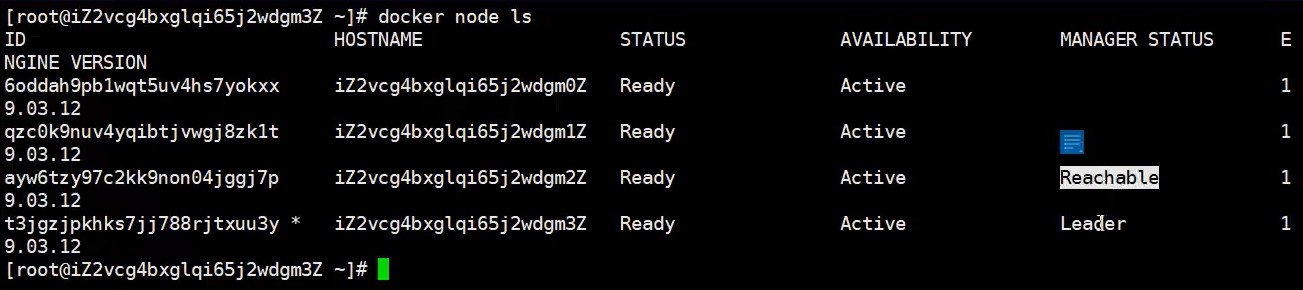 [root@iZ2vcg4bxglqi65j2wdgm3Z ~]# docker node ls
ID HOSTNAME STATUS AVAILABILITY MANAGER STATUS E
NGINE VERSION
6oddah9pb1wqt5uv4hs7yokxx iZ2vcg4bxglqi65j2wdgm0Z Ready Active 1
9.03.12
qzc0k9nuv4yqibtjvwgj8zk1t iZ2vcg4bxglqi65j2wdgm1Z Ready Active 1
9.03.12
ayw6tzy97c2kk9non04jggj7p iZ2vcg4bxglqi65j2wdgm2Z Ready Active Reachable 1
9.03.12
t3jgzjpkhks7jj788rjtxuu3y * iZ2vcg4bxglqi65j2wdgm3Z Ready Active Leader 1
9.03.12
[root@iZ2vcg4bxglqi65j2wdgm3Z ~]#